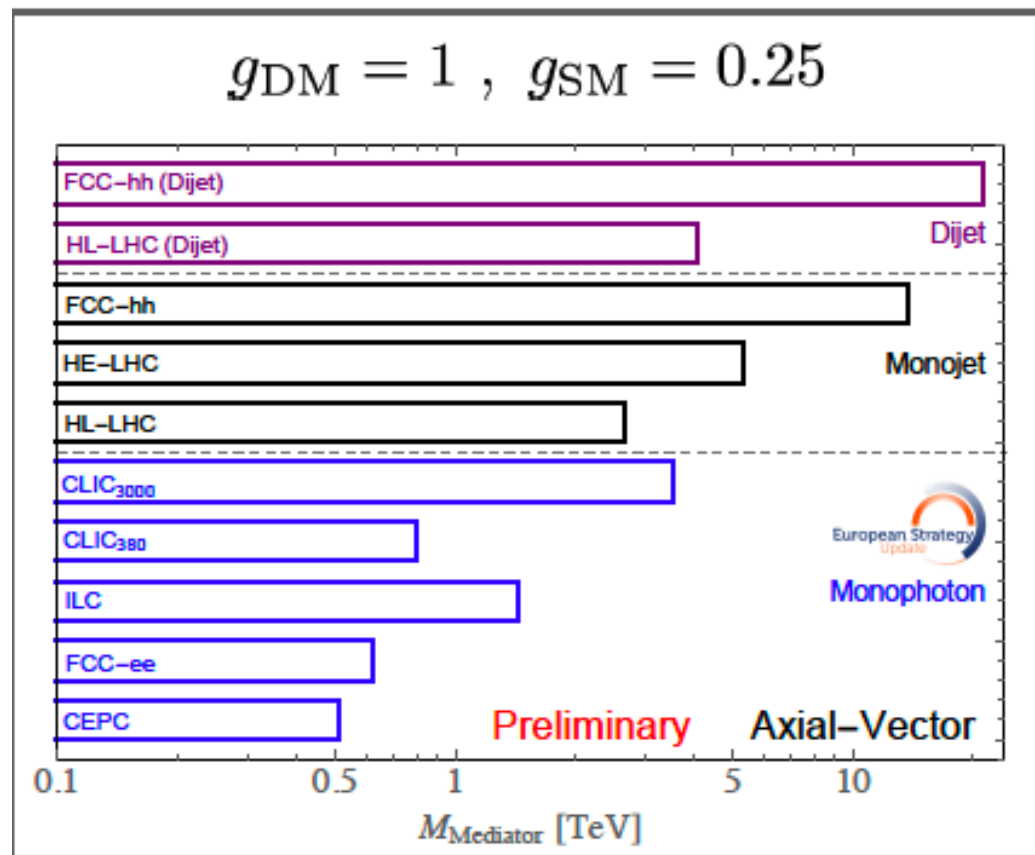 g_DM = 1 , g_SM = 0.25
FCC−hh (Dijet)
HL−LHC (Dijet)
Dijet
FCC−hh
HE−LHC
Monojet
HL−LHC
CLIC₃₀₀₀
CLIC₃₈₀
European Strategy
Update
ILC
Monophoton
FCC−ee
CEPC
Preliminary
Axial−Vector
0.1 0.5 1 5 10
M_Mediator [TeV]